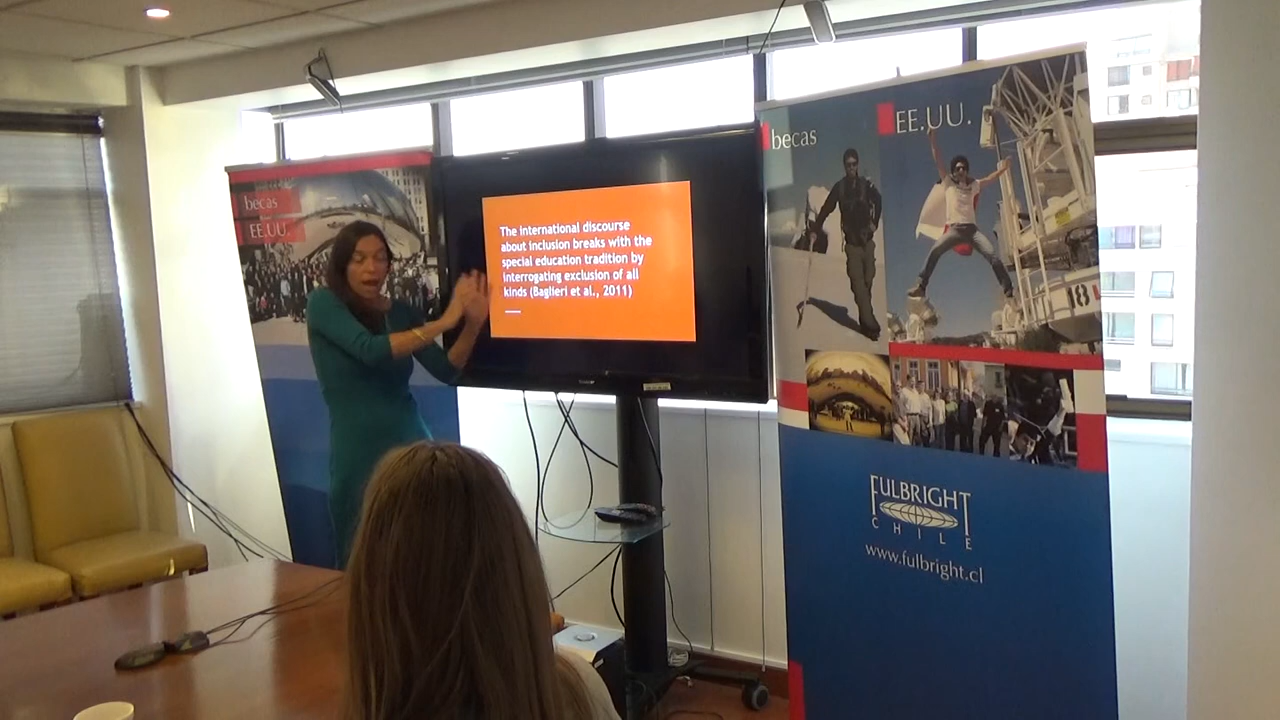 becas
EE.UU.
The international discourse
about inclusion breaks with the
special education tradition by
interrogating exclusion of all
kinds (Baglieri et al., 2011)
becas
EE.UU.
18
FULBRIGHT
CHILE
www.fulbright.cl